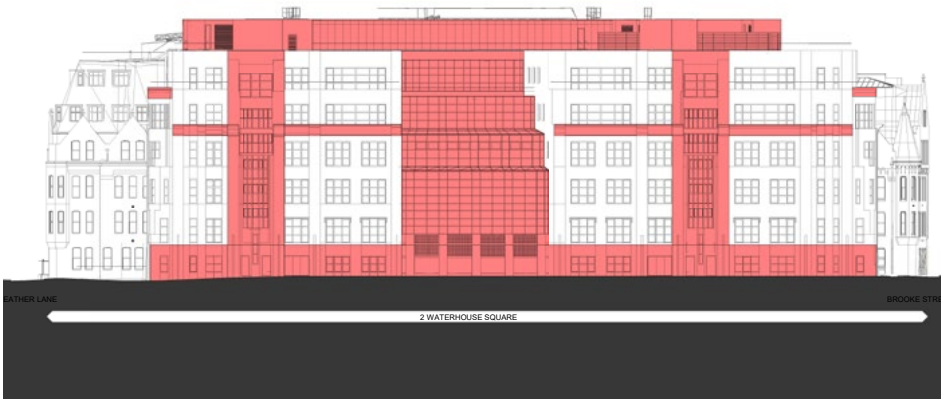 EATHER LANE
BROOKE STRE
2 WATERHOUSE SQUARE